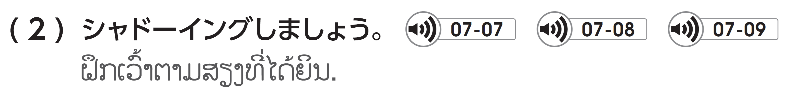 (2) シャドーイングしましょう。 07-07 07-08 07-09
ຝຶກເວົ້າຕາມສຽງທີ່ໄດ້ຍິນ.